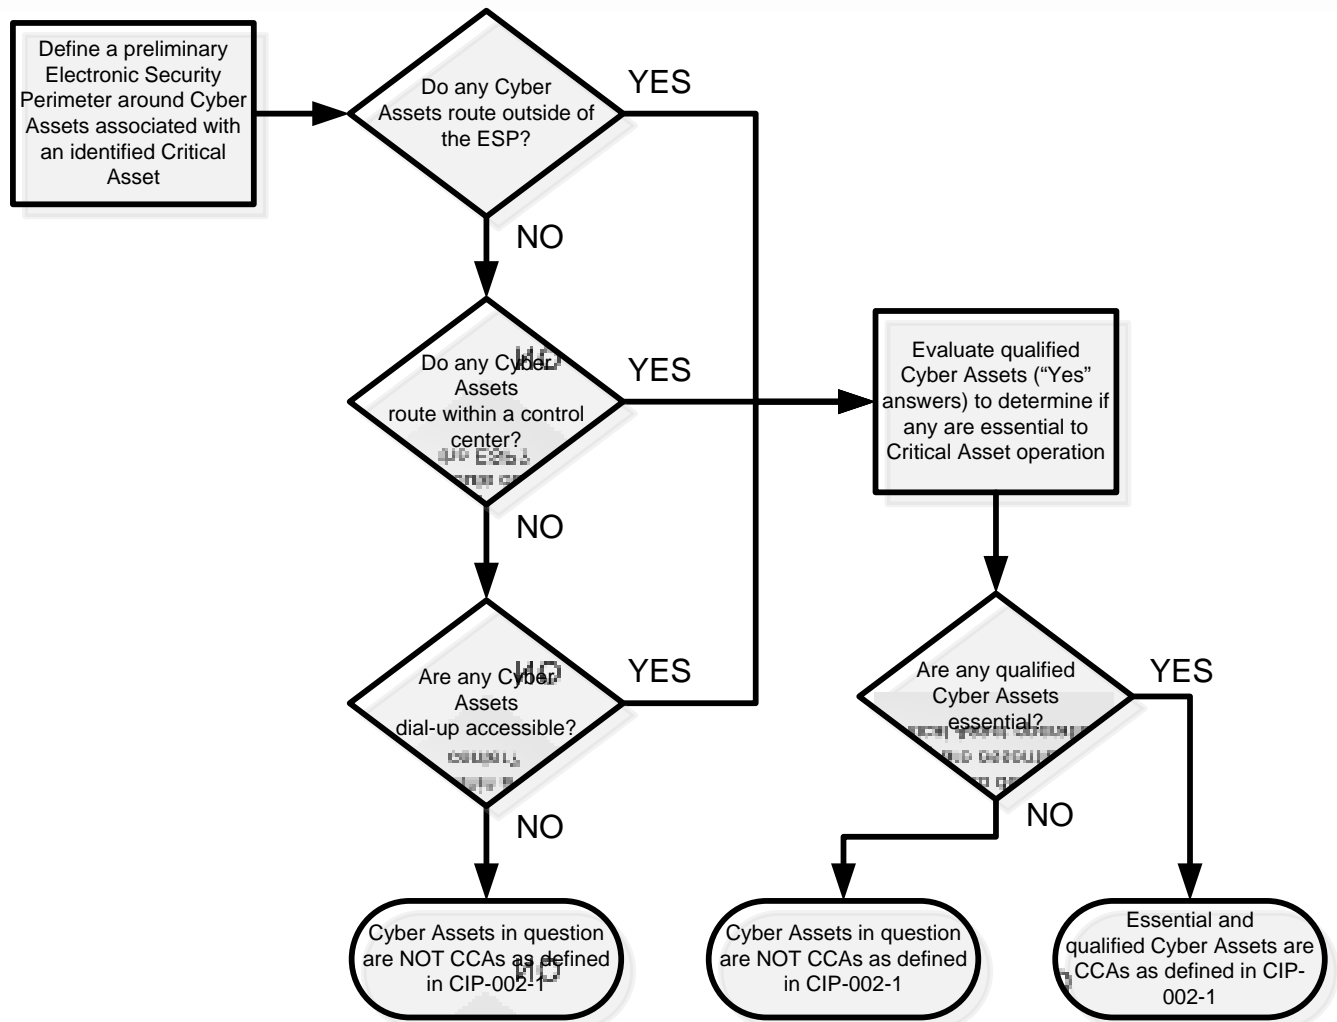 Define a preliminary
Electronic Security
Perimeter around Cyber
Assets associated with
an identified Critical
Asset
Do any Cyber
Assets route outside of
the ESP?
YES
NO
Do any Cyber
Assets
route within a control
center?
YES
NO
Are any Cyber
Assets
dial-up accessible?
YES
NO
Cyber Assets in question
are NOT CCAs as defined
in CIP-002-1
Evaluate qualified
Cyber Assets (“Yes”
answers) to determine if
any are essential to
Critical Asset operation
Are any qualified
Cyber Assets
essential?
YES
NO
Cyber Assets in question
are NOT CCAs as defined
in CIP-002-1
Essential and
qualified Cyber Assets are
CCAs as defined in CIP-
002-1